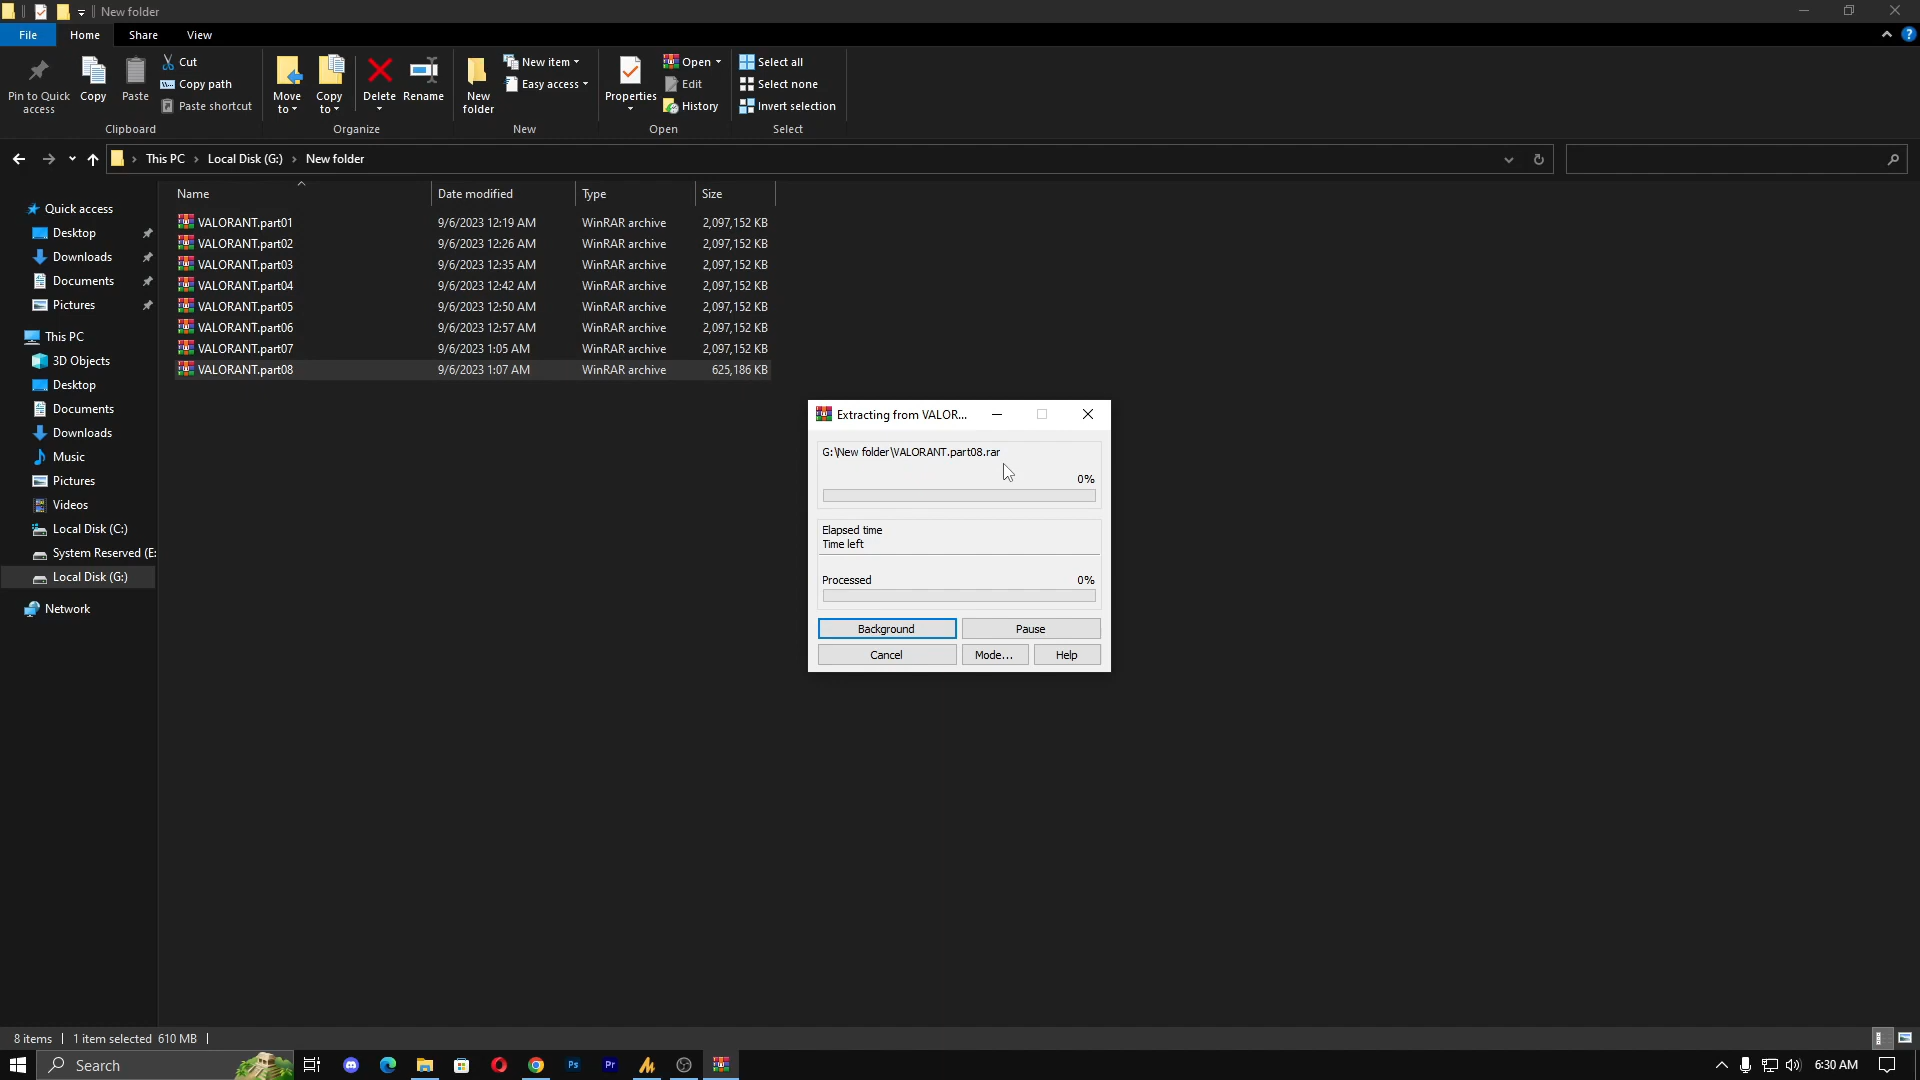 New folder
File Home Share View
Pin to Quick access
Copy
Paste
Cut
Copy path
Paste shortcut
Clipboard
Move to
Copy to
Delete
Rename
Organize
New folder
New item
Easy access
New
Properties
Open
Edit
History
Open
Select all
Select none
Invert selection
Select
This PC › Local Disk (G:) › New folder
Name Date modified Type Size
VALORANT.part01 9/6/2023 12:19 AM WinRAR archive 2,097,152 KB
VALORANT.part02 9/6/2023 12:26 AM WinRAR archive 2,097,152 KB
VALORANT.part03 9/6/2023 12:35 AM WinRAR archive 2,097,152 KB
VALORANT.part04 9/6/2023 12:42 AM WinRAR archive 2,097,152 KB
VALORANT.part05 9/6/2023 12:50 AM WinRAR archive 2,097,152 KB
VALORANT.part06 9/6/2023 12:57 AM WinRAR archive 2,097,152 KB
VALORANT.part07 9/6/2023 1:05 AM WinRAR archive 2,097,152 KB
VALORANT.part08 9/6/2023 1:07 AM WinRAR archive 625,186 KB
Quick access
Desktop
Downloads
Documents
Pictures
This PC
3D Objects
Desktop
Documents
Downloads
Music
Pictures
Videos
Local Disk (C:)
System Reserved (E:
Local Disk (G:)
Network
Extracting from VALOR...
G:\New folder\VALORANT.part08.rar
0%
Elapsed time
Time left
Processed 0%
Background Pause
Cancel Mode... Help
8 items 1 item selected 610 MB
Search
Ps
Pr
6:30 AM